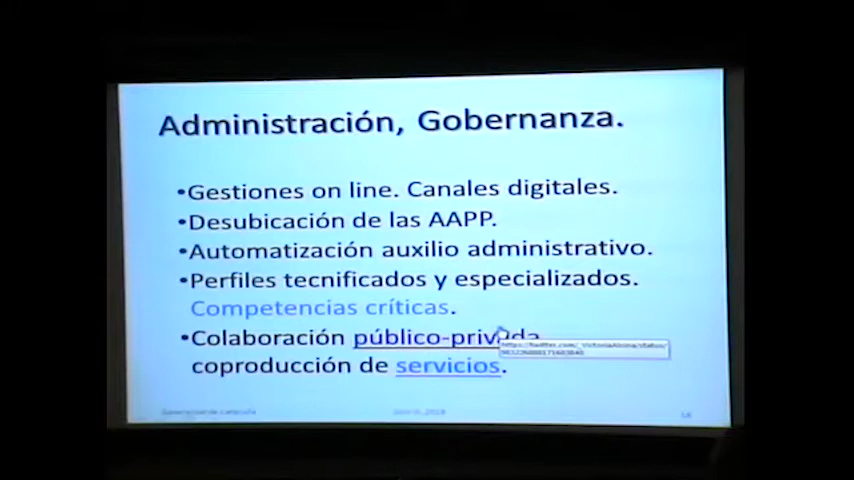 Administración, Gobernanza.
•Gestiones on line. Canales digitales.
•Desubicación de las AAPP.
•Automatización auxilio administrativo.
•Perfiles tecnificados y especializados.
Competencias críticas.
•Colaboración público-privada
coproducción de servicios.